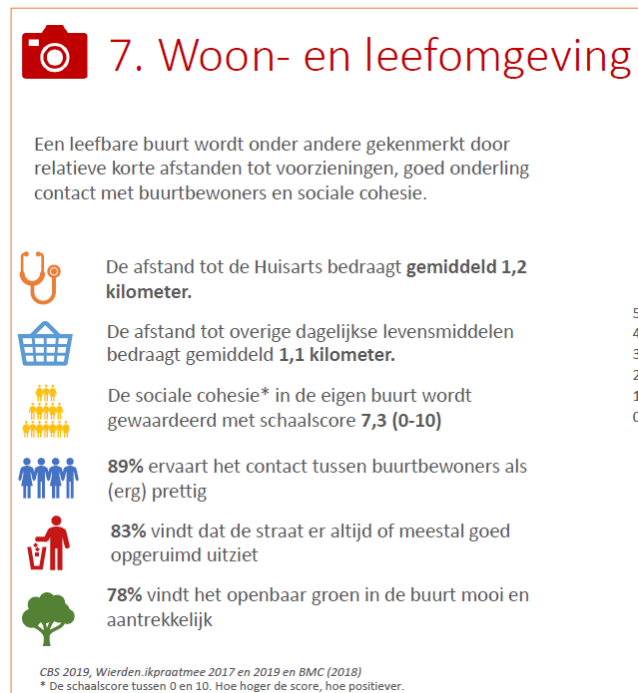 7. Woon- en leefomgeving
Een leefbare buurt wordt onder andere gekenmerkt door
relatieve korte afstanden tot voorzieningen, goed onderling
contact met buurtbewoners en sociale cohesie.
De afstand tot de Huisarts bedraagt gemiddeld 1,2
kilometer.
De afstand tot overige dagelijkse levensmiddelen
bedraagt gemiddeld 1,1 kilometer.
De sociale cohesie* in de eigen buurt wordt
gewaardeerd met schaalscore 7,3 (0-10)
89% ervaart het contact tussen buurtbewoners als
(erg) prettig
83% vindt dat de straat er altijd of meestal goed
opgeruimd uitziet
78% vindt het openbaar groen in de buurt mooi en
aantrekkelijk
CBS 2019, Wierden.ikpraatmee 2017 en 2019 en BMC (2018)
* De schaalscore tussen 0 en 10. Hoe hoger de score, hoe positiever.